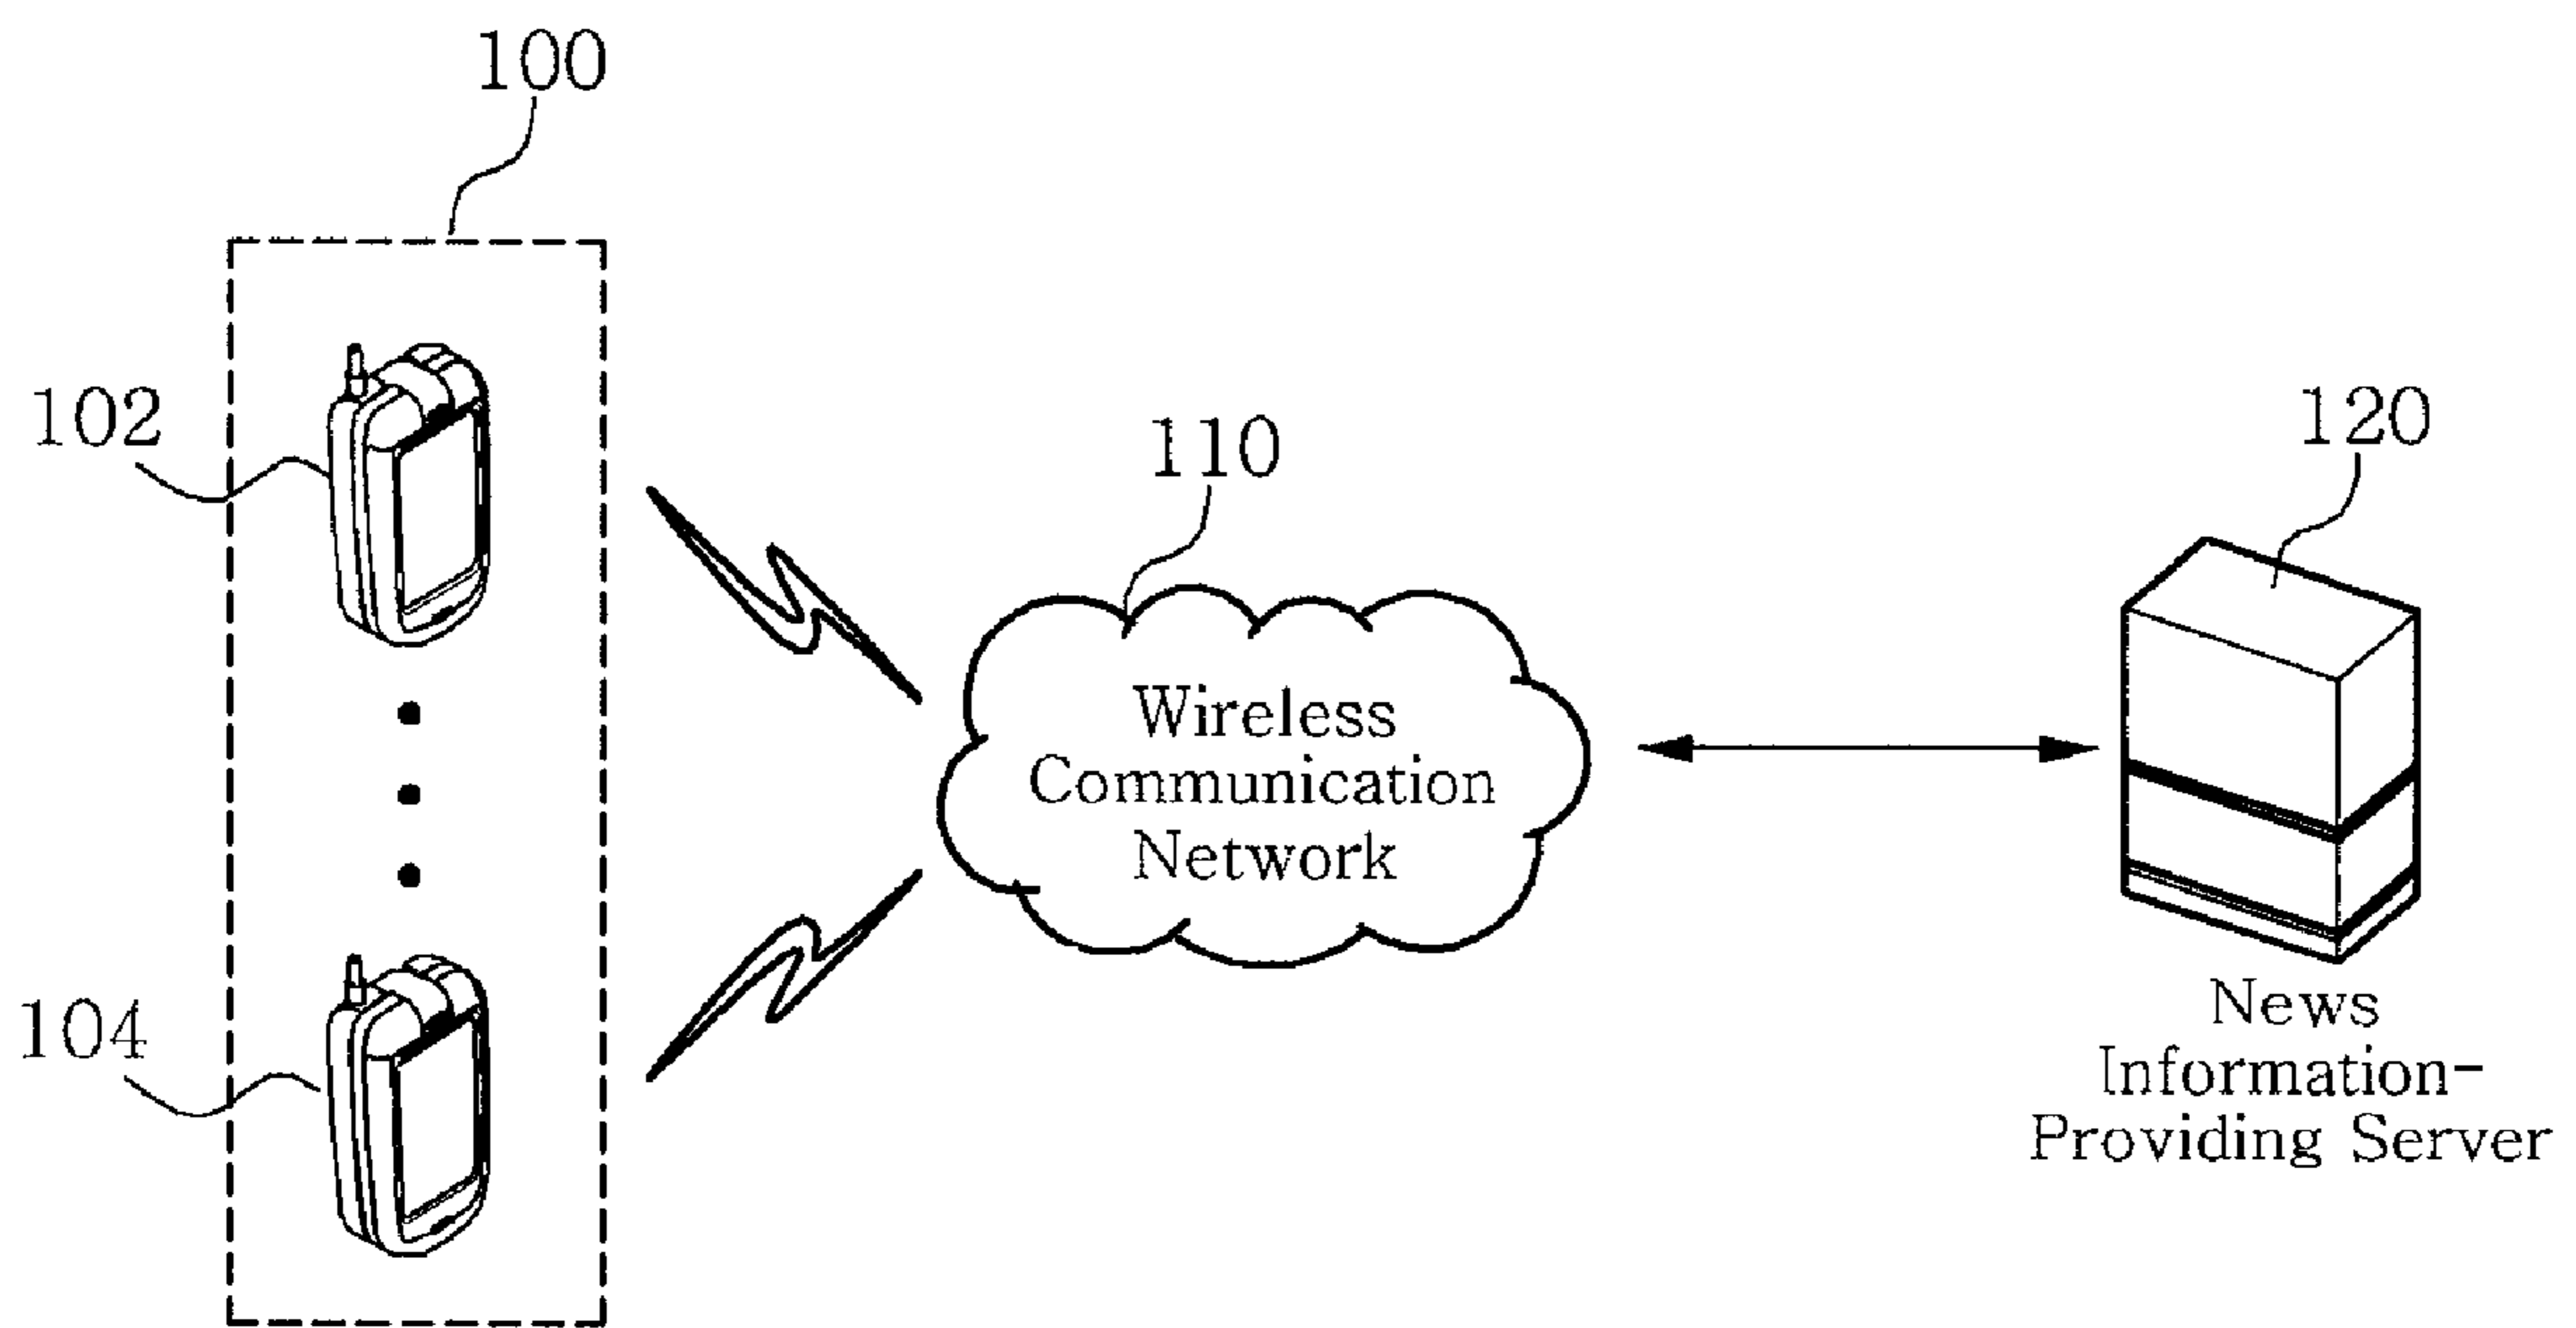 100
102
110
120
Wireless
Communication
Network
104
News
Information-
Providing Server